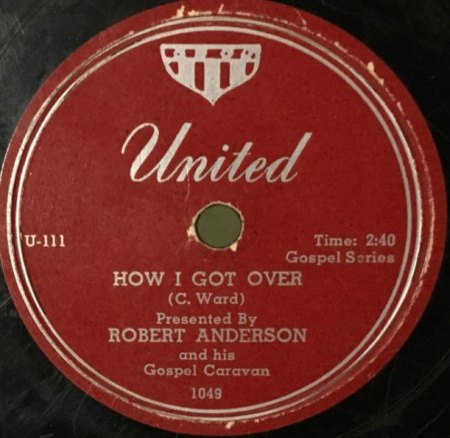 United
U-111
Time: 2:40
Gospel Series
HOW I GOT OVER
(C. Ward)
Presented By
ROBERT ANDERSON
and his
Gospel Caravan
1049